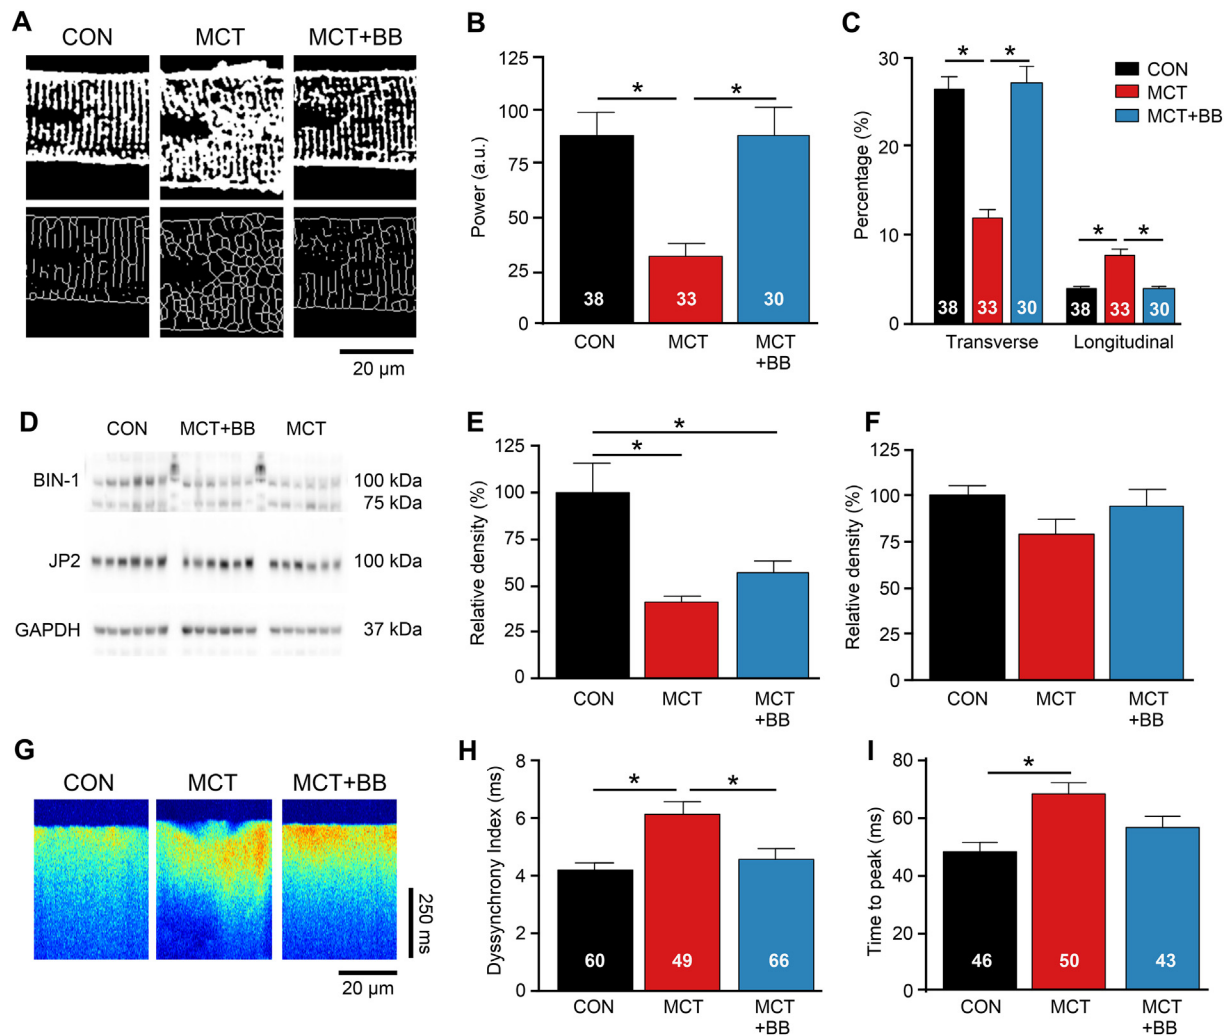 A
CON MCT MCT+BB
20 µm
B
Power (a.u.)
125
100
75
50
25
0
38 33 30
CON MCT MCT
+BB
*
*
C
Percentage (%)
30
20
10
0
* *
* *
CON
MCT
MCT+BB
38 33 30 38 33 30
Transverse Longitudinal
D
CON MCT+BB MCT
BIN-1 100 kDa
75 kDa
JP2 100 kDa
GAPDH 37 kDa
E
Relative density (%)
125
100
75
50
25
0
*
*
CON MCT MCT
+BB
F
Relative density (%)
125
100
75
50
25
0
CON MCT MCT
+BB
G
CON MCT MCT+BB
250 ms
20 µm
H
Dyssynchrony Index (ms)
8
6
4
2
0
* *
60 49 66
CON MCT MCT
+BB
I
Time to peak (ms)
80
60
40
20
0
*
46 50 43
CON MCT MCT
+BB